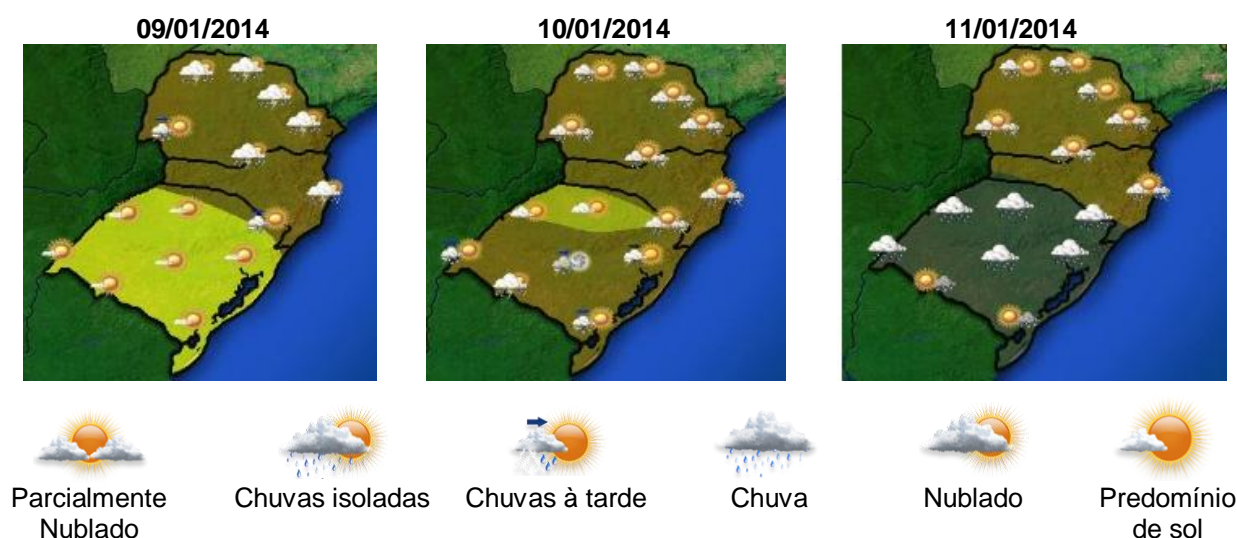 09/01/2014
10/01/2014
11/01/2014
Parcialmente
Nublado
Chuvas isoladas
Chuvas à tarde
Chuva
Nublado
Predomínio
de sol